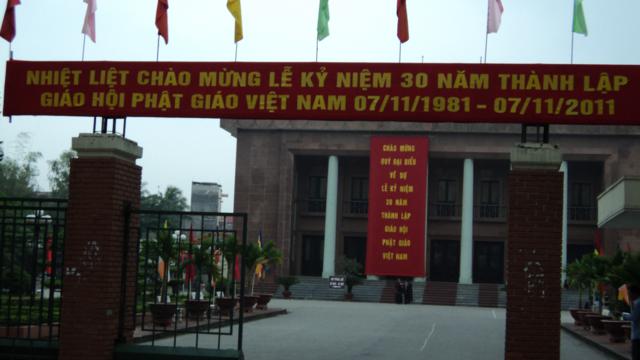 NHIỆT LIỆT CHÀO MỪNG LỄ KỶ NIỆM 30 NĂM THÀNH LẬP
GIÁO HỘI PHẬT GIÁO VIỆT NAM 07/11/1981 - 07/11/2011
CHÀO MỪNG
QUÝ ĐẠI BIỂU
VỀ DỰ
LỄ KỶ NIỆM
30 NĂM
THÀNH LẬP
GIÁO HỘI
PHẬT GIÁO
VIỆT NAM